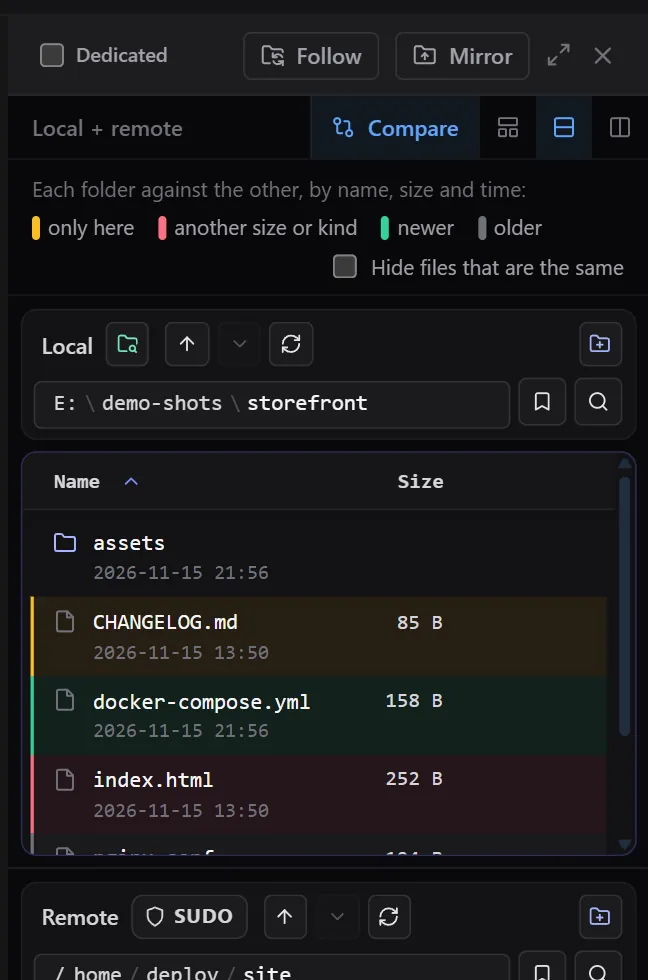 Dedicated Follow Mirror
Local + remote Compare
Each folder against the other, by name, size and time:
only here another size or kind newer older
Hide files that are the same
Local
E: \ demo-shots \ storefront
Name Size
assets
2026-11-15 21:56
CHANGELOG.md 85 B
2026-11-15 13:50
docker-compose.yml 158 B
2026-11-15 21:56
index.html 252 B
2026-11-15 13:50
Remote SUDO
/ home / deploy / site